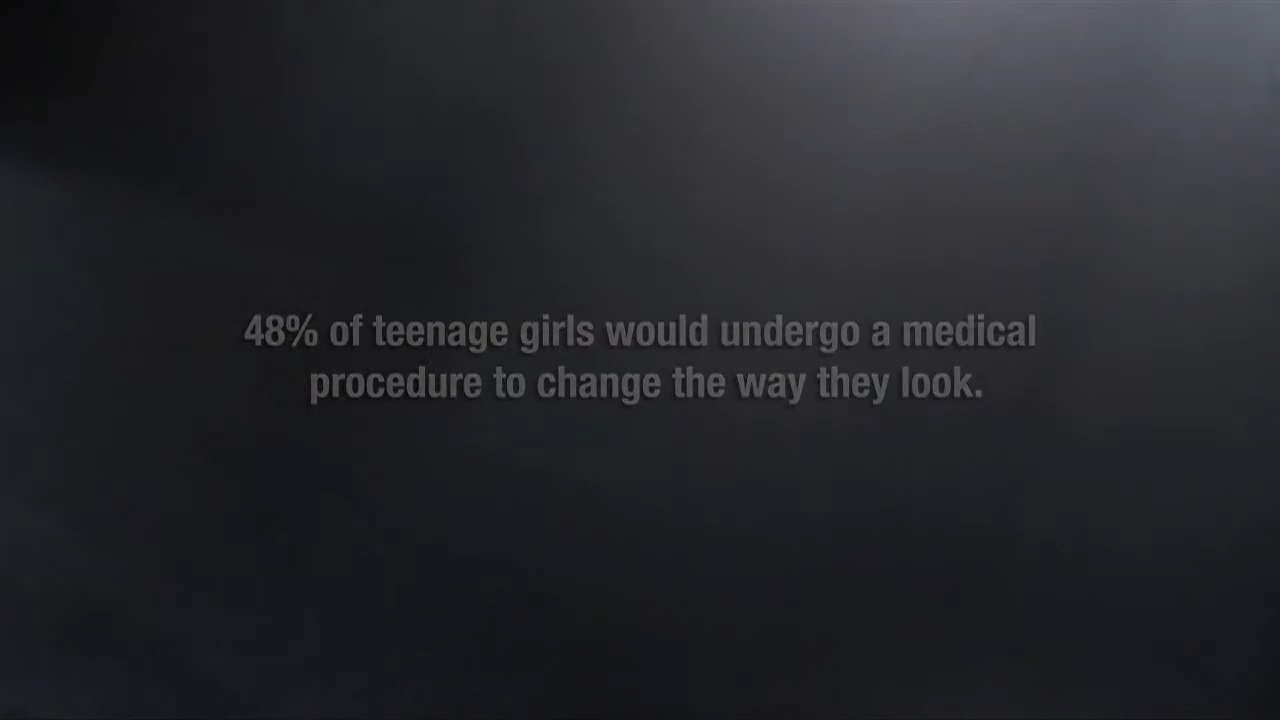 48% of teenage girls would undergo a medical
procedure to change the way they look.